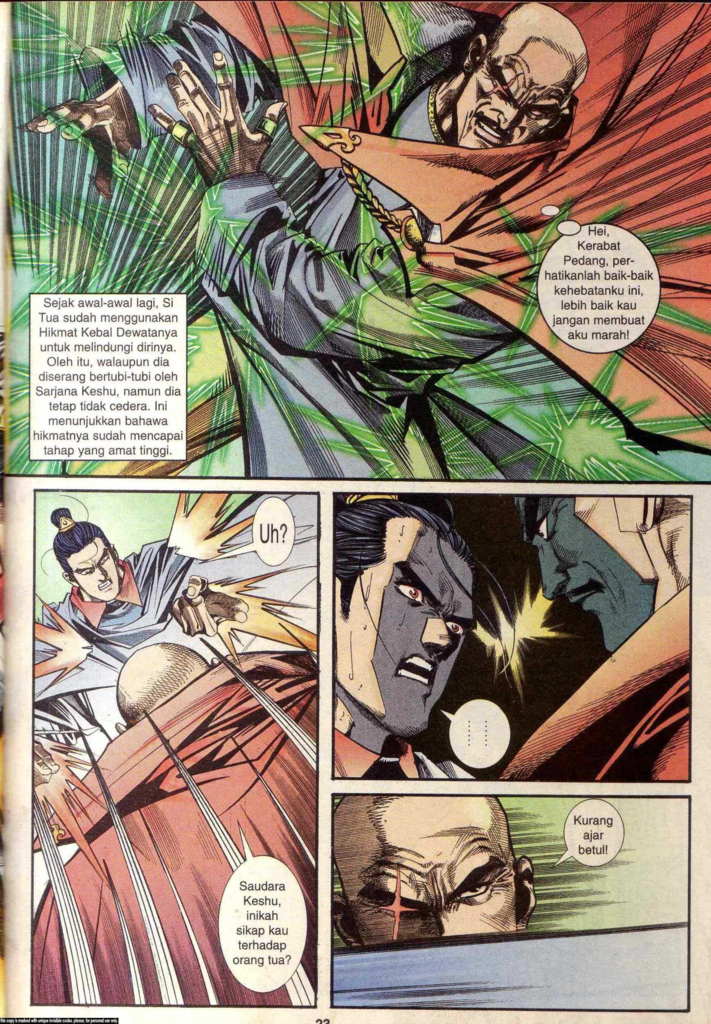 Hei,
Kerabat
Pedang, per-
hatikanlah baik-baik
kehebatanku ini,
lebih baik kau
jangan membuat
aku marah!
Sejak awal-awal lagi, Si
Tua sudah menggunakan
Hikmat Kebal Dewatanya
untuk melindungi dirinya.
Oleh itu, walaupun dia
diserang bertubi-tubi oleh
Sarjana Keshu, namun dia
tetap tidak cedera. Ini
menunjukkan bahawa
hikmatnya sudah mencapai
tahap yang amat tinggi.
Uh?
Saudara
Keshu,
inikah
sikap kau
terhadap
orang tua?
Kurang
ajar
betul!